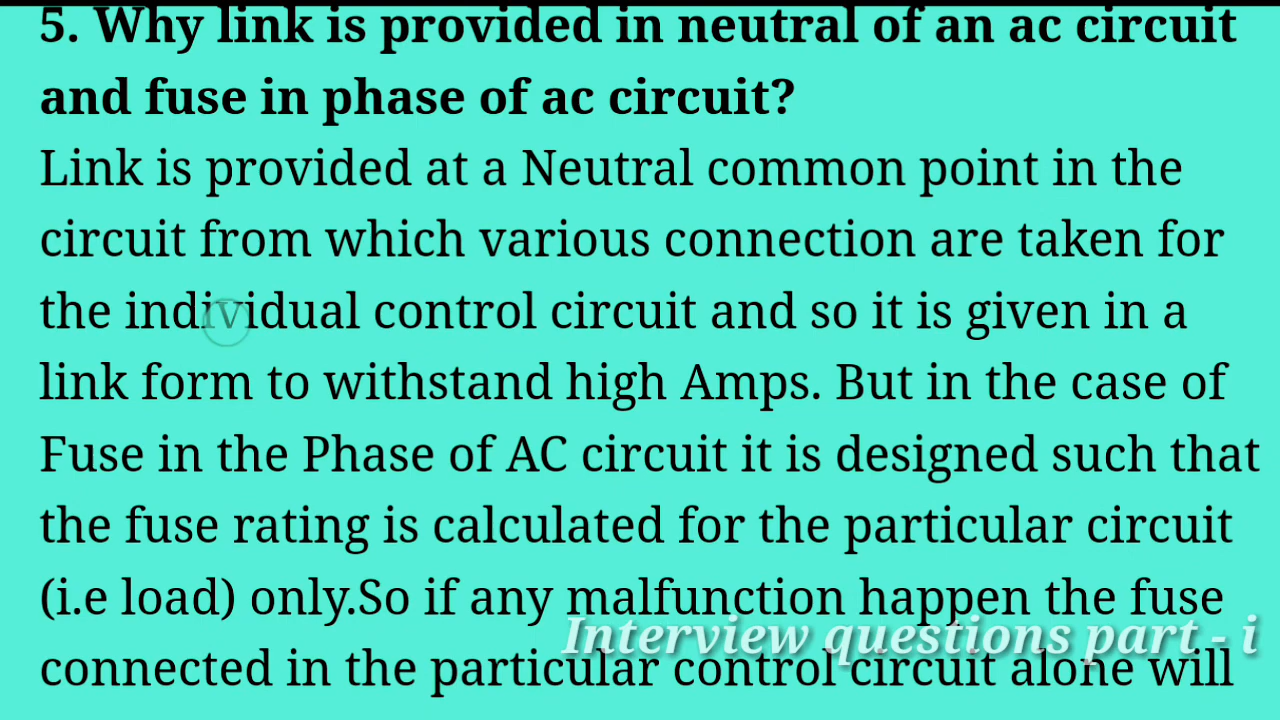 5. Why link is provided in neutral of an ac circuit
and fuse in phase of ac circuit?
Link is provided at a Neutral common point in the
circuit from which various connection are taken for
the individual control circuit and so it is given in a
link form to withstand high Amps. But in the case of
Fuse in the Phase of AC circuit it is designed such that
the fuse rating is calculated for the particular circuit
(i.e load) only.So if any malfunction happen the fuse
Interview questions part - i
connected in the particular control circuit alone will